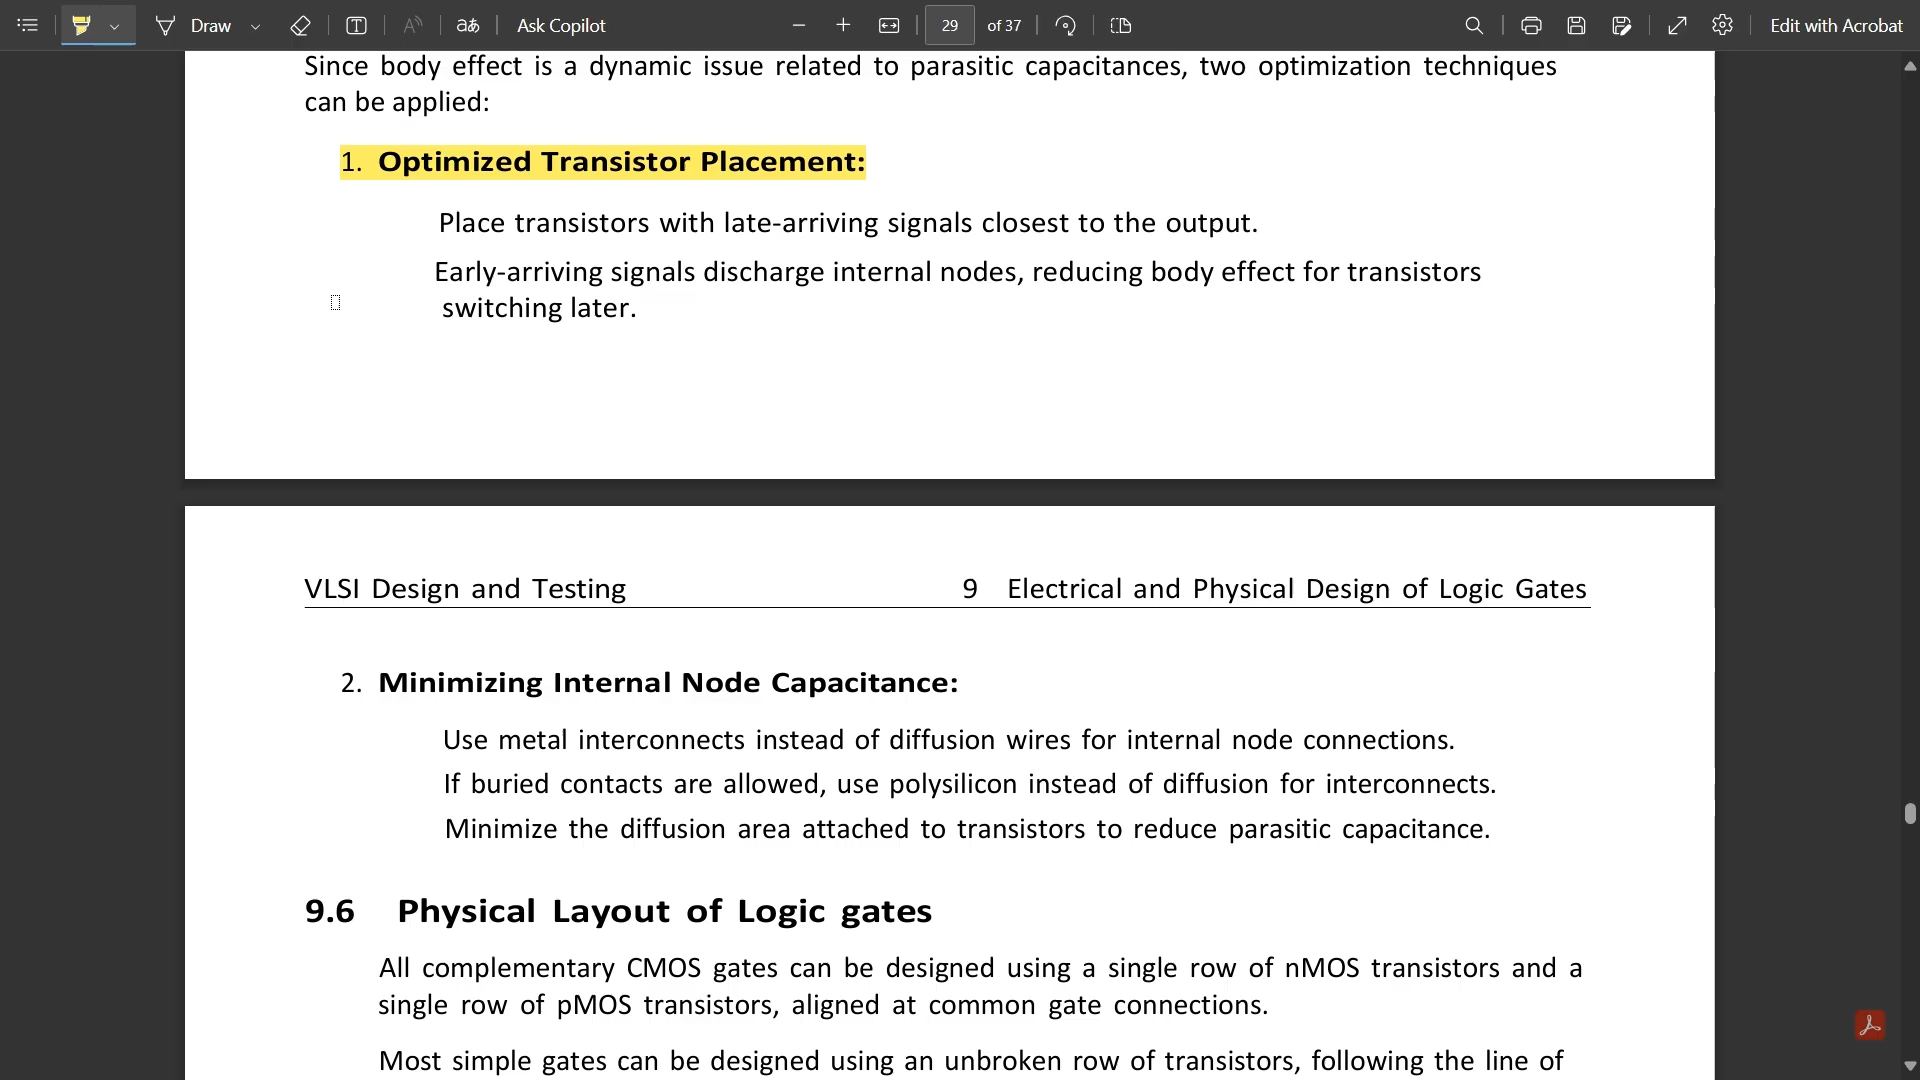 Draw
Ask Copilot
29 of 37
Edit with Acrobat
Since body effect is a dynamic issue related to parasitic capacitances, two optimization techniques
can be applied:
1. Optimized Transistor Placement:
Place transistors with late-arriving signals closest to the output.
Early-arriving signals discharge internal nodes, reducing body effect for transistors
switching later.
VLSI Design and Testing 9 Electrical and Physical Design of Logic Gates
2. Minimizing Internal Node Capacitance:
Use metal interconnects instead of diffusion wires for internal node connections.
If buried contacts are allowed, use polysilicon instead of diffusion for interconnects.
Minimize the diffusion area attached to transistors to reduce parasitic capacitance.
9.6 Physical Layout of Logic gates
All complementary CMOS gates can be designed using a single row of nMOS transistors and a
single row of pMOS transistors, aligned at common gate connections.
Most simple gates can be designed using an unbroken row of transistors, following the line of